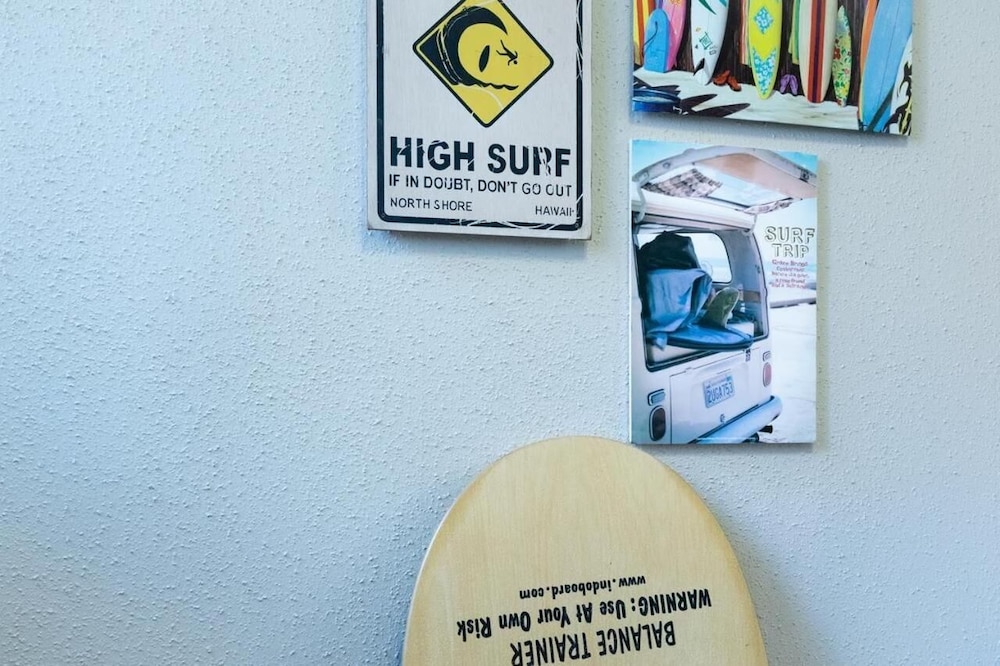 HIGH SURF
IF IN DOUBT, DON'T GO OUT
NORTH SHORE HAWAII
SURF
TRIP
BALANCE TRAINER
WARNING: Use At Your Own Risk
www.indoboard.com